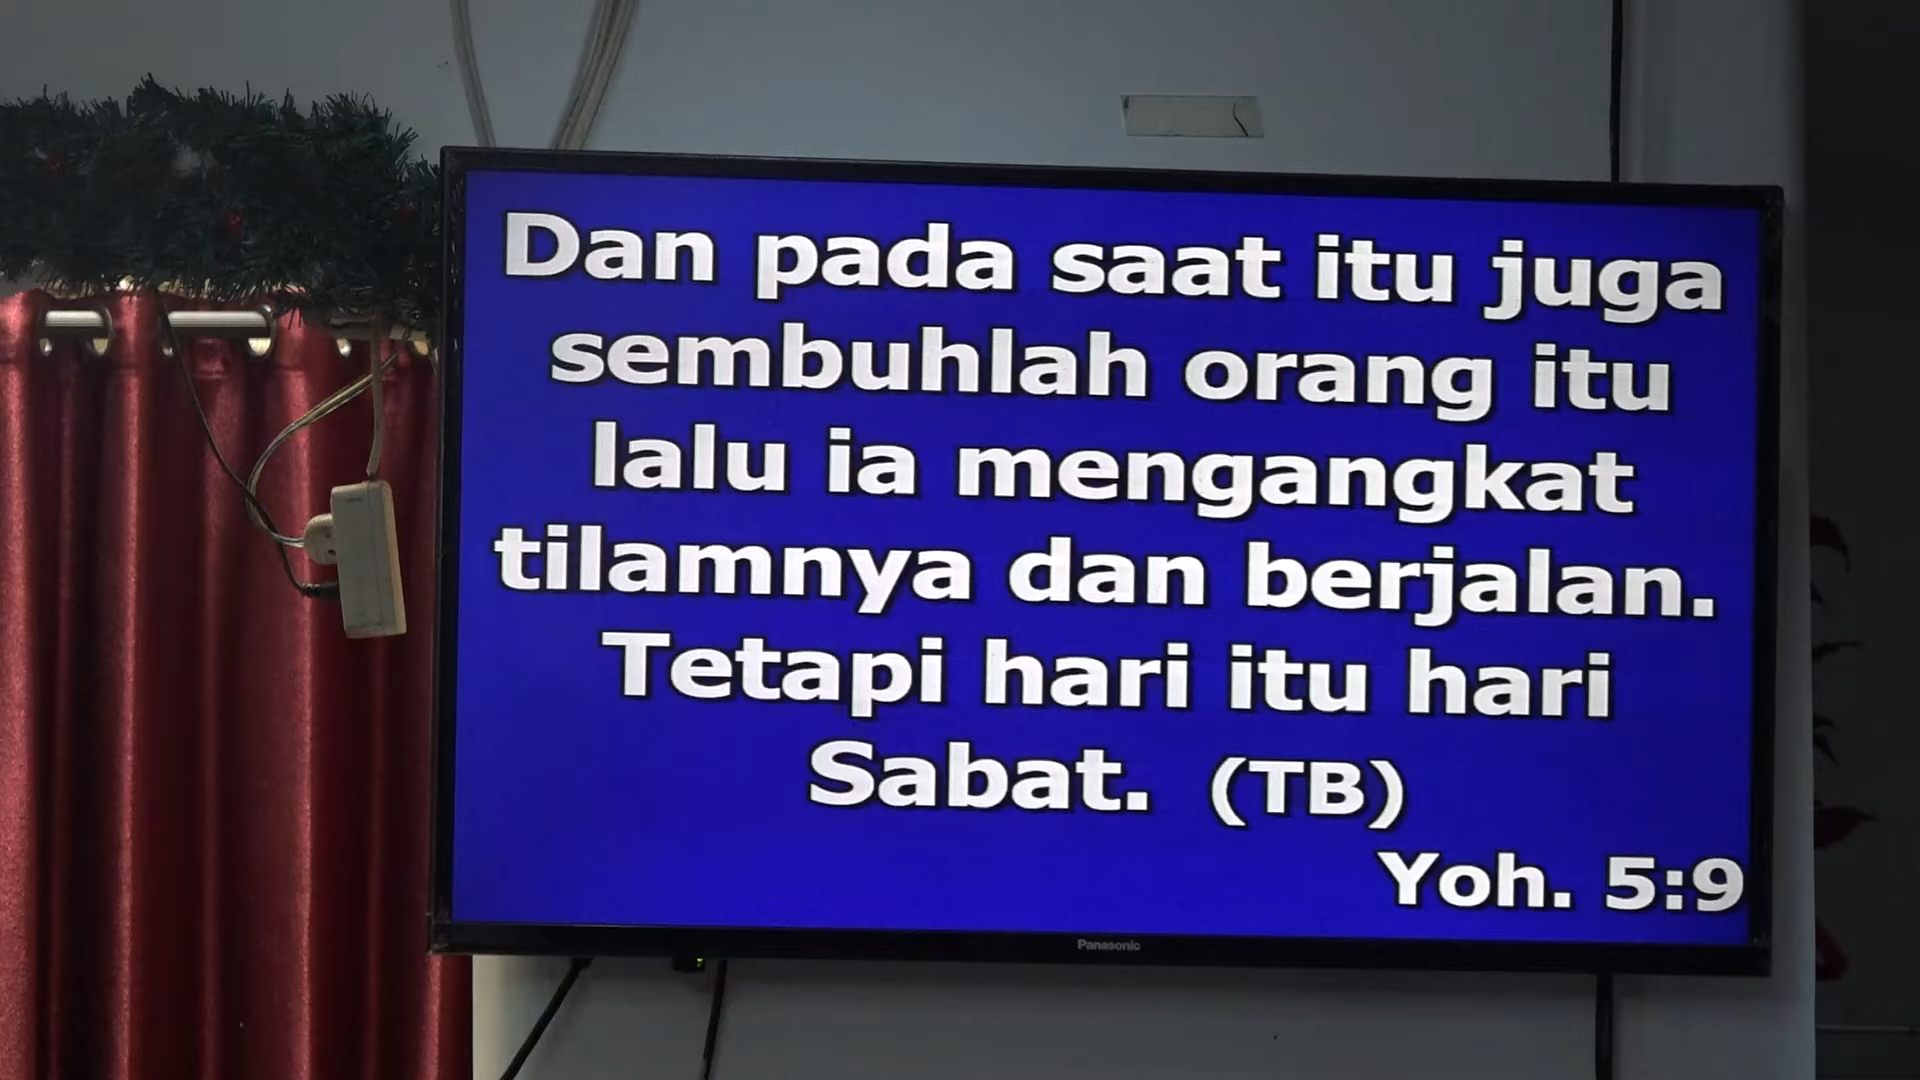 Dan pada saat itu juga
sembuhlah orang itu
lalu ia mengangkat
tilamnya dan berjalan.
Tetapi hari itu hari
Sabat. (TB)
Yoh. 5:9
Panasonic